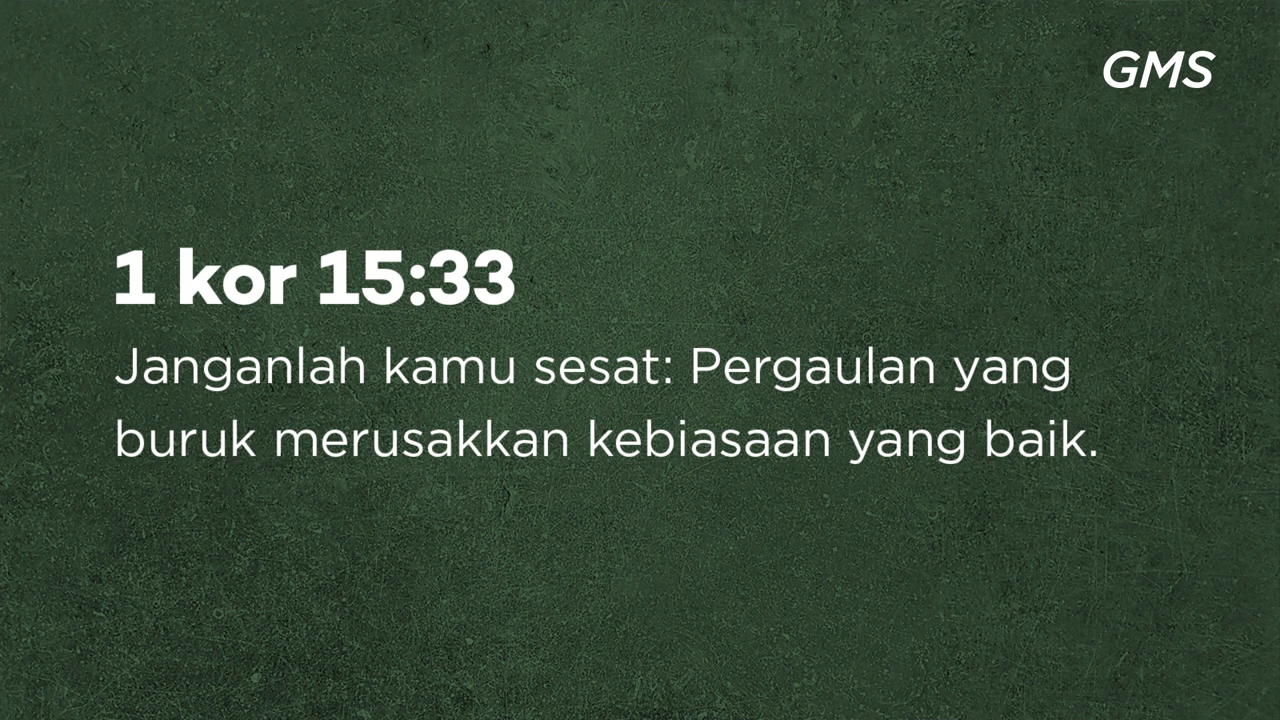 GMS
1 kor 15:33
Janganlah kamu sesat: Pergaulan yang
buruk merusakkan kebiasaan yang baik.